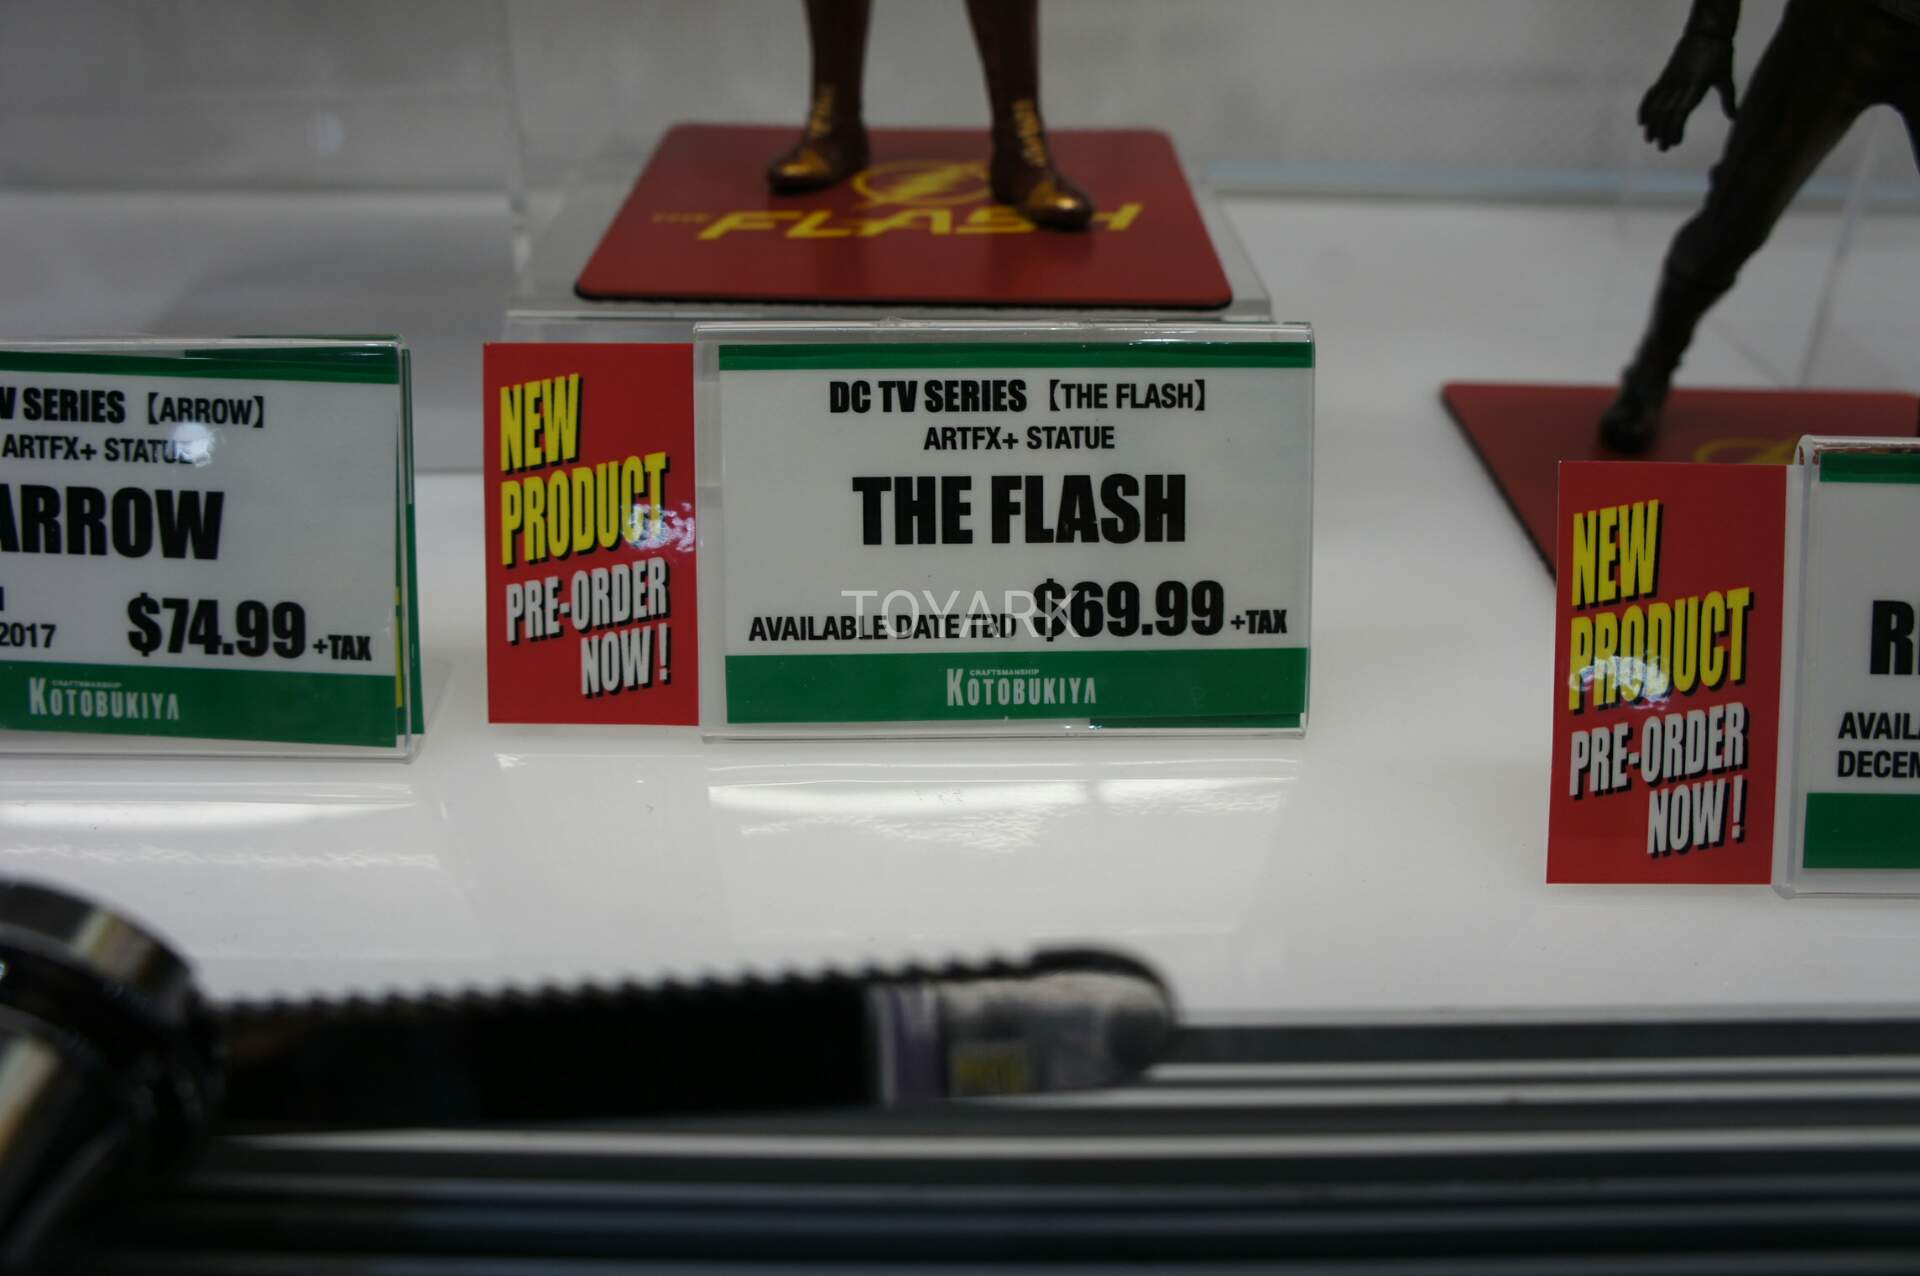 THE FLASH
V SERIES 【ARROW】
ARTFX+ STATUE
ARROW
2017
$74.99 +TAX
CRAFTSMANSHIP
KOTOBUKIYA
NEW
PRODUCT
PRE-ORDER
NOW!
DC TV SERIES 【THE FLASH】
ARTFX+ STATUE
THE FLASH
AVAILABLE DATE TBD $69.99 +TAX
TOYARK
CRAFTSMANSHIP
KOTOBUKIYA
NEW
PRODUCT
PRE-ORDER
NOW!
AVAIL
DECEM